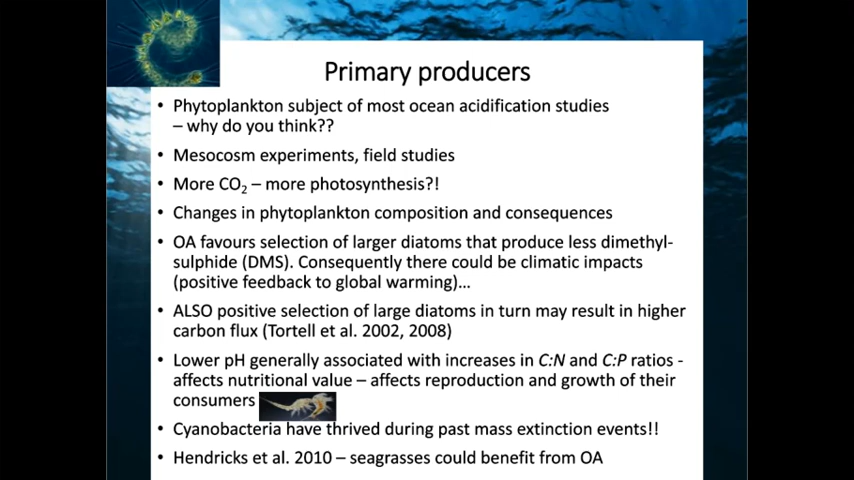 Primary producers
• Phytoplankton subject of most ocean acidification studies
– why do you think??
• Mesocosm experiments, field studies
• More CO₂ – more photosynthesis?!
• Changes in phytoplankton composition and consequences
• OA favours selection of larger diatoms that produce less dimethyl-
sulphide (DMS). Consequently there could be climatic impacts
(positive feedback to global warming)…
• ALSO positive selection of large diatoms in turn may result in higher
carbon flux (Tortell et al. 2002, 2008)
• Lower pH generally associated with increases in C:N and C:P ratios -
affects nutritional value – affects reproduction and growth of their
consumers
• Cyanobacteria have thrived during past mass extinction events!!
• Hendricks et al. 2010 – seagrasses could benefit from OA